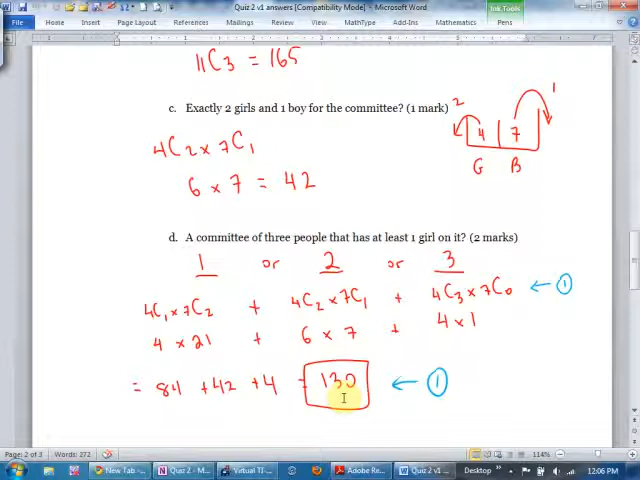 Quiz 2 v1 answers [Compatibility Mode] - Microsoft Word
Ink Tools
File Home Insert Page Layout References Mailings Review View MathType Add-Ins Mathematics Pens
11C3 = 165
c. Exactly 2 girls and 1 boy for the committee? (1 mark)
2 1
4 7
G B
4C2 x 7C1
6 x 7 = 42
d. A committee of three people that has at least 1 girl on it? (2 marks)
1 or 2 or 3
4C1 x 7C2 + 4C2 x 7C1 + 4C3 x 7C0 ← 1
4 x 21 + 6 x 7 + 4 x 1
= 84 + 42 + 4 = 130 ← 1
Page: 2 of 3 Words: 272 114%
New Tab - Quiz 2 - M... Virtual TI-... Adobe Re... Quiz 2 v1 ... Desktop 12:06 PM